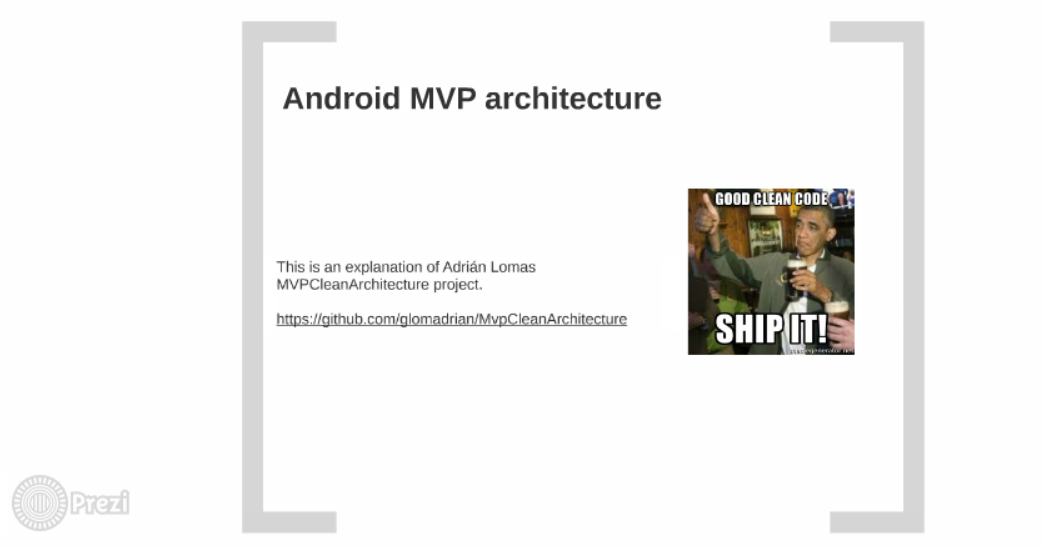 Android MVP architecture
This is an explanation of Adrián Lomas
MVPCleanArchitecture project.
https://github.com/glomadrian/MvpCleanArchitecture
GOOD CLEAN CODE
SHIP IT!
Prezi